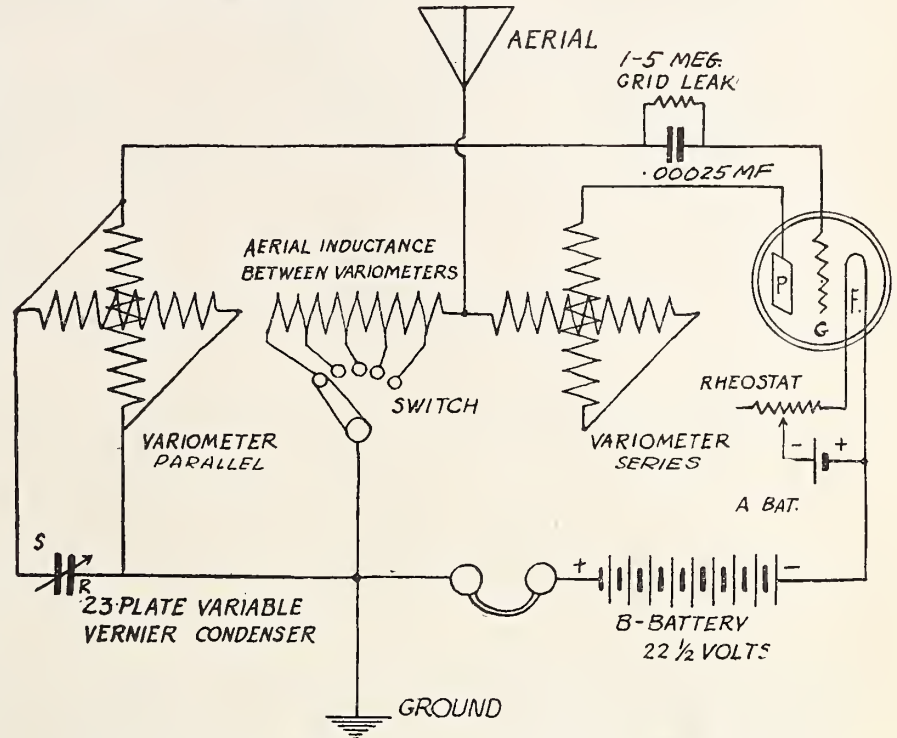 AERIAL
1-5 MEG.
GRID LEAK
.00025 MF
AERIAL INDUCTANCE
BETWEEN VARIOMETERS
P
G
F.
RHEOSTAT
SWITCH
VARIOMETER
PARALLEL
VARIOMETER
SERIES
- +
A BAT.
S
R
23-PLATE VARIABLE
VERNIER CONDENSER
+ -
B-BATTERY
22 1/2 VOLTS
GROUND